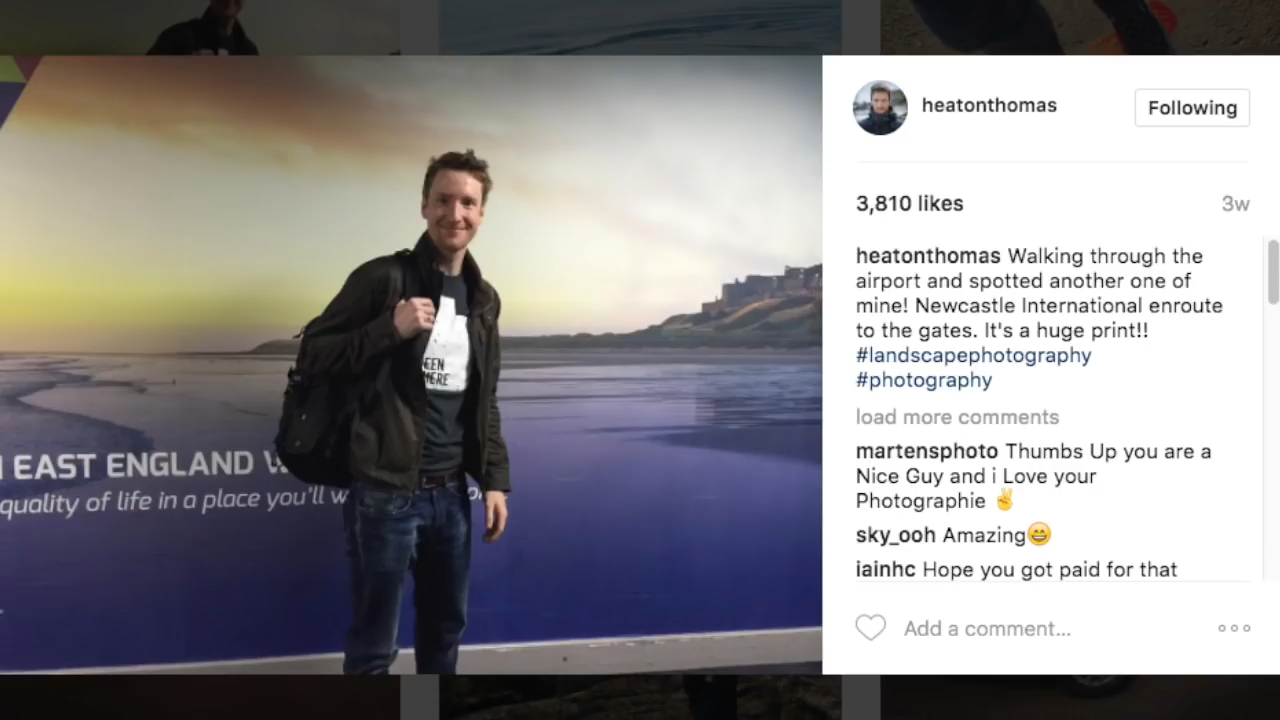 EAST ENGLAND
quality of life in a place you'll w
EEN
HERE
heatonthomas
Following
3,810 likes
3w
heatonthomas Walking through the
airport and spotted another one of
mine! Newcastle International enroute
to the gates. It's a huge print!!
#landscapephotography
#photography
load more comments
martensphoto Thumbs Up you are a
Nice Guy and i Love your
Photographie ✌️
sky_ooh Amazing😄
iainhc Hope you got paid for that
Add a comment...